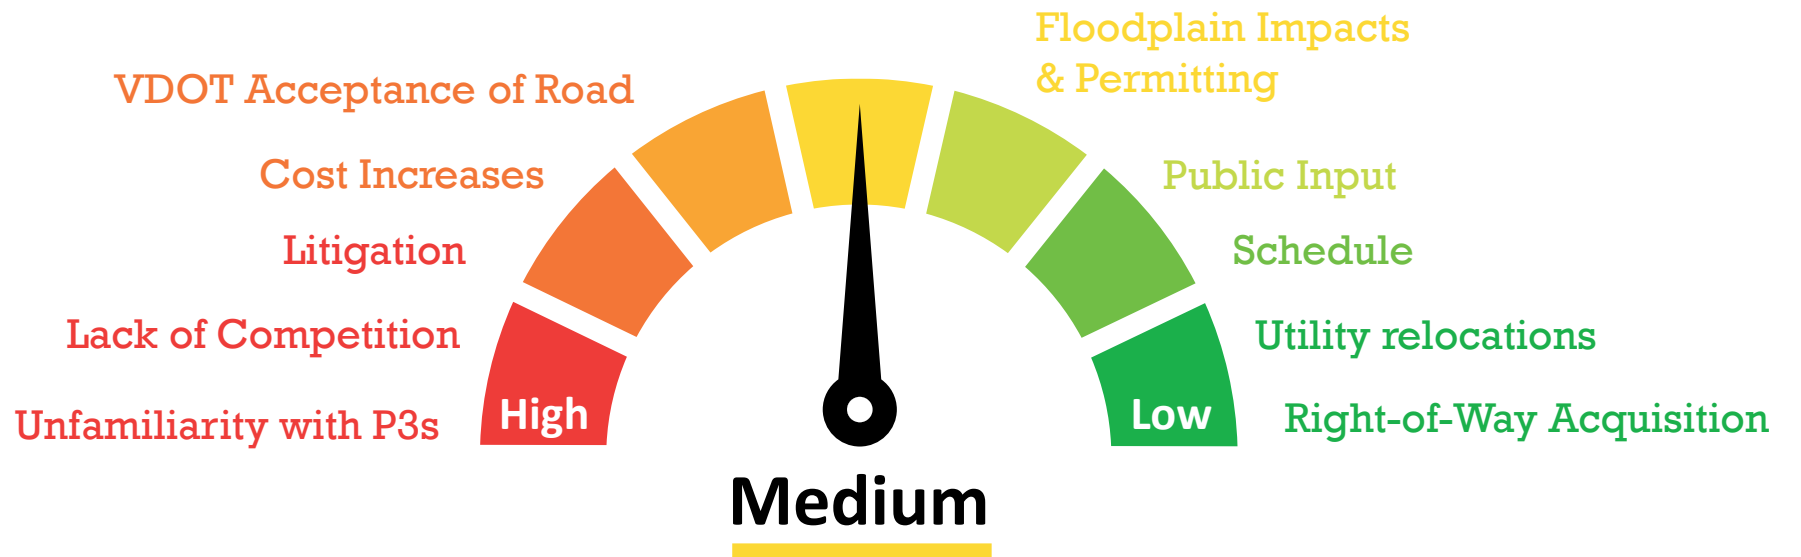 Floodplain Impacts
& Permitting
VDOT Acceptance of Road
Cost Increases
Public Input
Litigation
Schedule
Lack of Competition
Utility relocations
Unfamiliarity with P3s
High
Low
Right-of-Way Acquisition
Medium